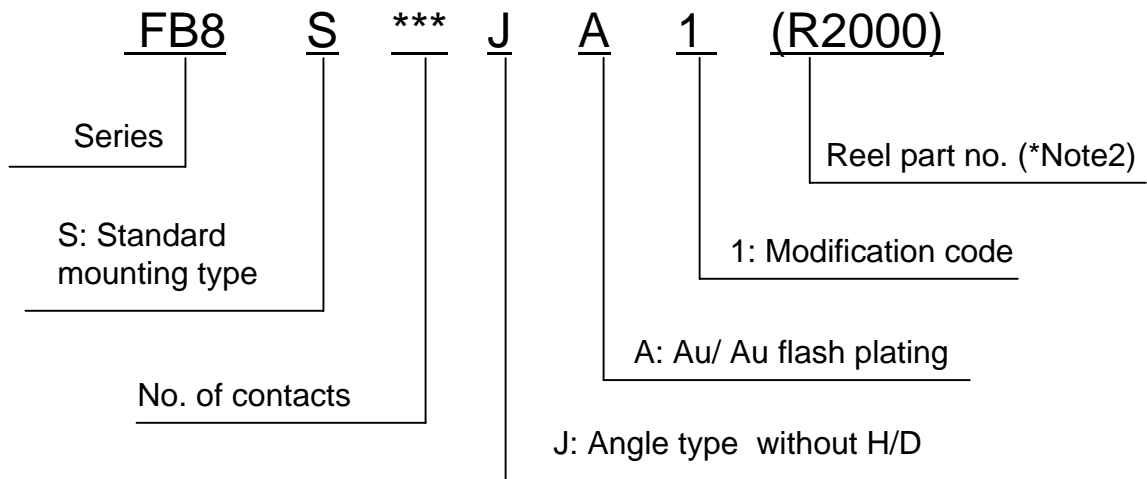 FB8 S *** J A 1 (R2000)
Series
Reel part no. (*Note2)
S: Standard
mounting type
1: Modification code
A: Au/ Au flash plating
No. of contacts
J: Angle type without H/D